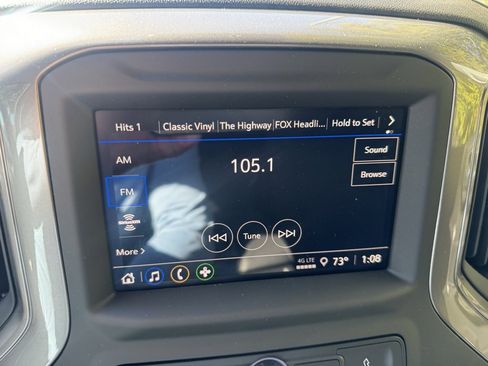 Hits 1 Classic Vinyl The Highway FOX Headli... Hold to Set >
AM 105.1 Sound
FM Browse
SiriusXM
Tune
More >
4G LTE 73° 1:08